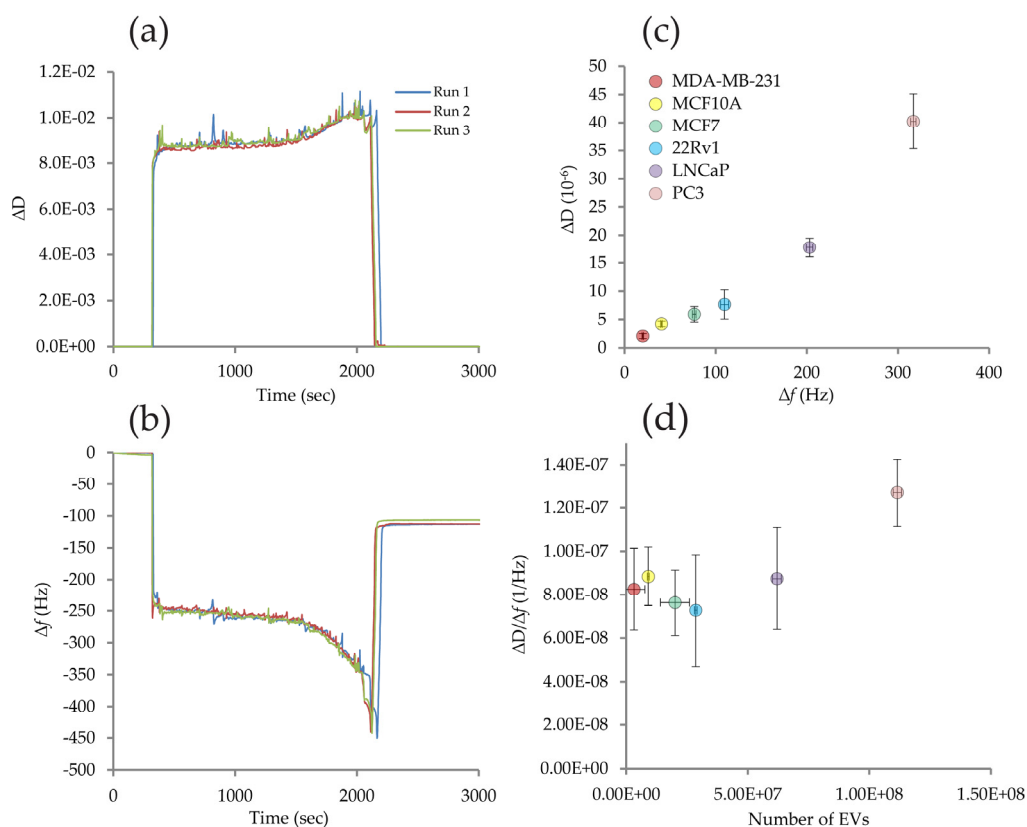 (a)
1.2E-02
1.0E-02
8.0E-03
6.0E-03
4.0E-03
2.0E-03
0.0E+00
ΔD
Run 1
Run 2
Run 3
0
1000
2000
3000
Time (sec)
(b)
0
-50
-100
-150
-200
-250
-300
-350
-400
-450
-500
Δf (Hz)
0
1000
2000
3000
Time (sec)
(c)
50
45
40
35
30
25
20
15
10
5
0
ΔD (10⁻⁶)
MDA-MB-231
MCF10A
MCF7
22Rv1
LNCaP
PC3
0
100
200
300
400
Δf (Hz)
(d)
1.40E-07
1.20E-07
1.00E-07
8.00E-08
6.00E-08
4.00E-08
2.00E-08
0.00E+00
ΔD/Δf (1/Hz)
0.00E+00
5.00E+07
1.00E+08
1.50E+08
Number of EVs